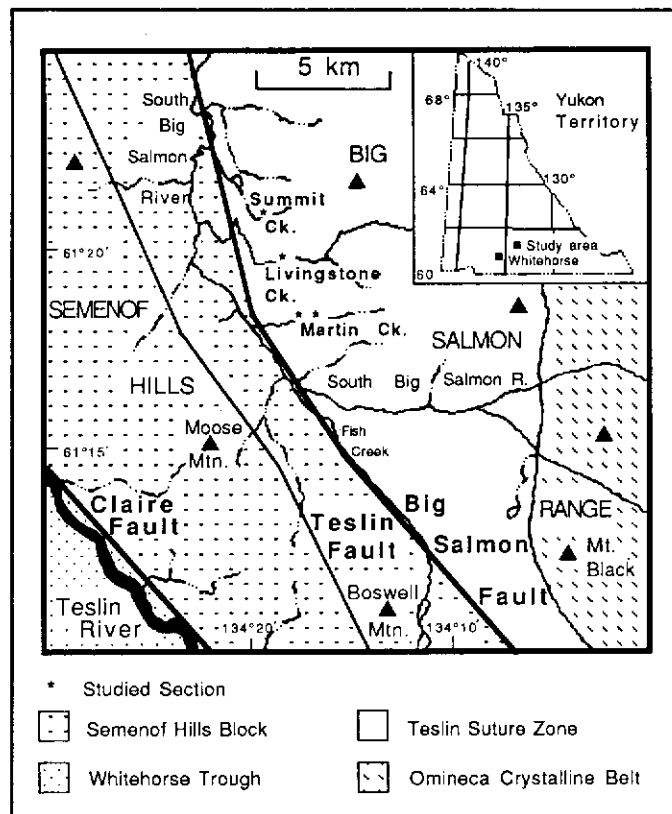 5 km
140°
135°
Yukon
Territory
68°
130°
64°
Study area
Whitehorse
60
South
Big
Salmon
River
BIG
Summit
Ck.
61°20'
Livingstone
Ck.
SEMENOF
Martin Ck.
SALMON
South Big Salmon R.
HILLS
Moose
Mtn.
Fish
Creek
61°15'
Claire
Fault
Teslin
Fault
Big
Salmon
Fault
RANGE
Mt.
Black
Teslin
River
134°20'
Boswell
Mtn.
134°10'
* Studied Section
Semenof Hills Block
Teslin Suture Zone
Whitehorse Trough
Omineca Crystalline Belt